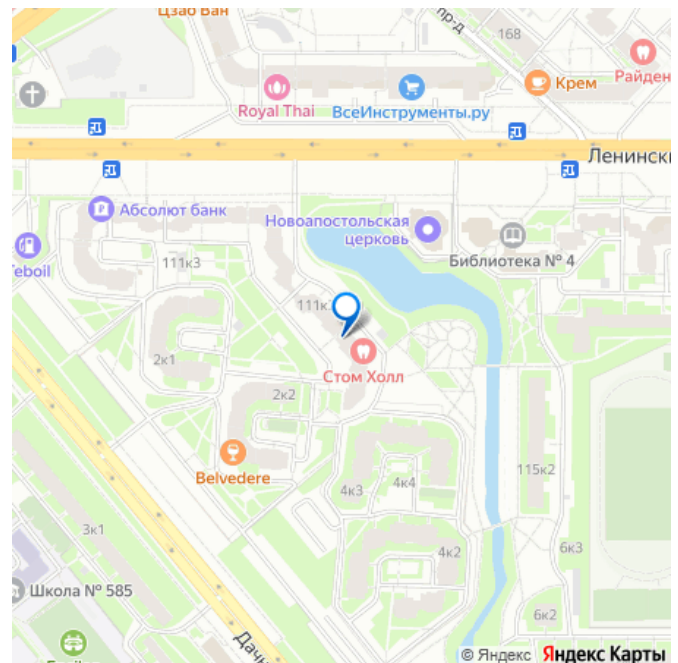 Цзао Ван
пр-д
168
Royal Thai
ВсеИнструменты.ру
Крем
Райден
Ленински
Абсолют банк
Новоапостольская
церковь
Библиотека № 4
Teboil
111к3
111к
2к1
Стом Холл
2к2
Belvedere
4к3
4к4
115к2
3к1
4к2
6к3
Школа № 585
6к2
Дачн
© Яндекс Яндекс Карты